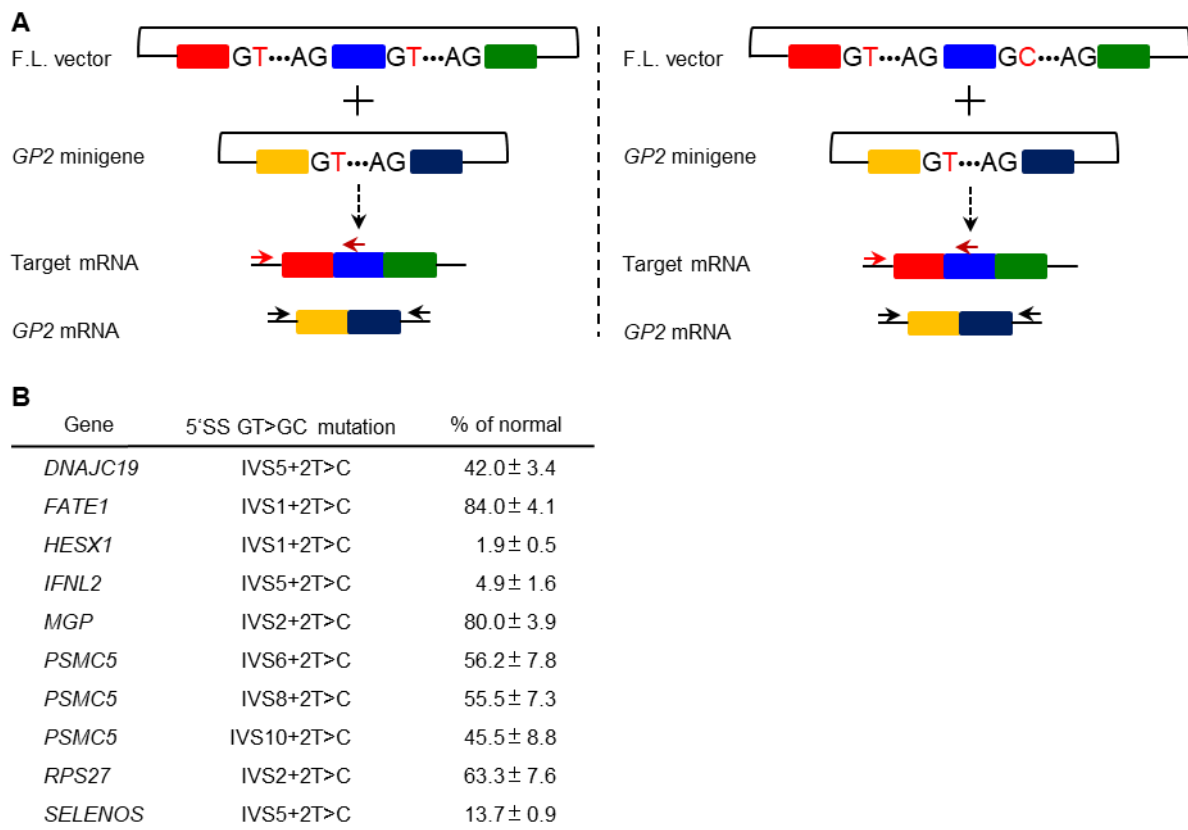 A
F.L. vector GT•••AG GT•••AG F.L. vector GT•••AG GC•••AG
+ +
GP2 minigene GT•••AG GP2 minigene GT•••AG
Target mRNA Target mRNA
GP2 mRNA GP2 mRNA
B
Gene 5'SS GT>GC mutation % of normal
DNAJC19 IVS5+2T>C 42.0 ± 3.4
FATE1 IVS1+2T>C 84.0 ± 4.1
HESX1 IVS1+2T>C 1.9 ± 0.5
IFNL2 IVS5+2T>C 4.9 ± 1.6
MGP IVS2+2T>C 80.0 ± 3.9
PSMC5 IVS6+2T>C 56.2 ± 7.8
PSMC5 IVS8+2T>C 55.5 ± 7.3
PSMC5 IVS10+2T>C 45.5 ± 8.8
RPS27 IVS2+2T>C 63.3 ± 7.6
SELENOS IVS5+2T>C 13.7 ± 0.9